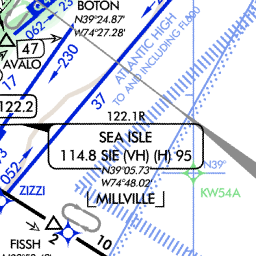 BOTON
N39°24.87'
W74°27.28'
062
25
47
AVALO
230
ATLANTIC HIGH
TO AND INCLUDING FL600
17
37
122.2
122.1R
SEA ISLE
114.8 SIE (VH) (H) 95
N39°05.73'
W74°48.02'
MILLVILLE
N39°
KW54A
052
ZIZZI
2
10
FISSH